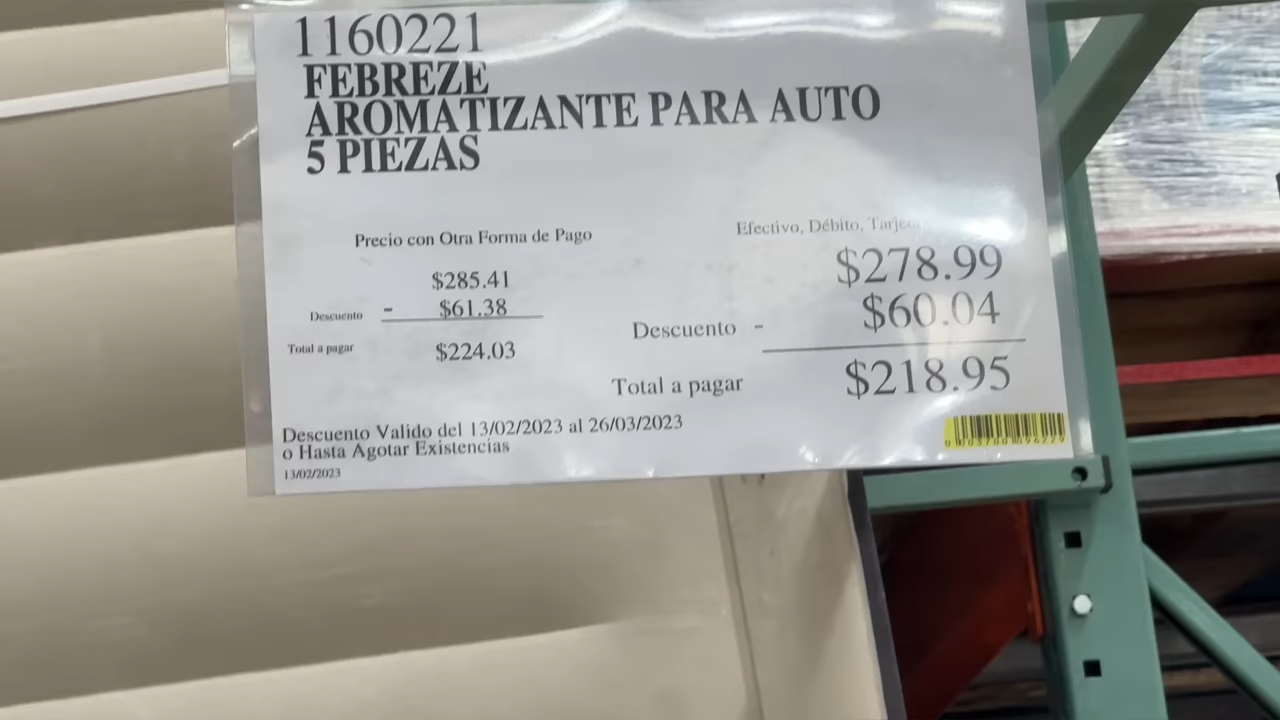 1160221
FEBREZE
AROMATIZANTE PARA AUTO
5 PIEZAS
Precio con Otra Forma de Pago
$285.41
Descuento - $61.38
Total a pagar $224.03
Efectivo, Débito,
$278.99
Descuento - $60.04
Total a pagar $218.95
Descuento Valido del 13/02/2023 al 26/03/2023
o Hasta Agotar Existencias
13/02/2023